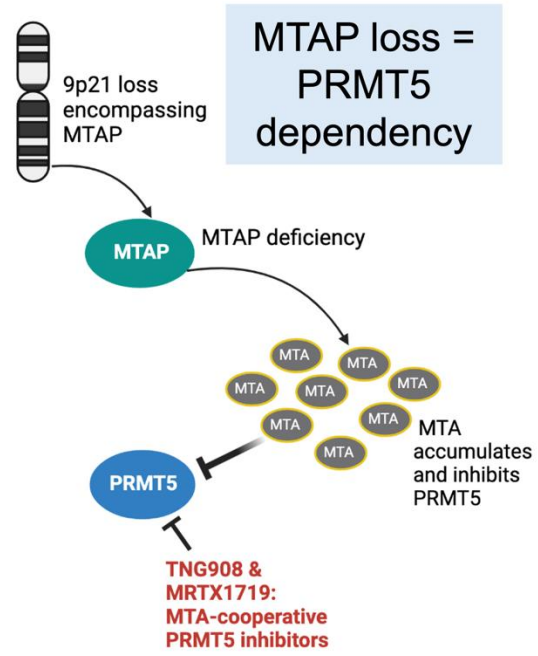 MTAP loss =
PRMT5
dependency
9p21 loss
encompassing
MTAP
MTAP
MTAP deficiency
MTA
MTA
MTA
MTA
MTA
MTA
MTA
MTA
MTA
accumulates
and inhibits
PRMT5
PRMT5
TNG908 &
MRTX1719:
MTA-cooperative
PRMT5 inhibitors